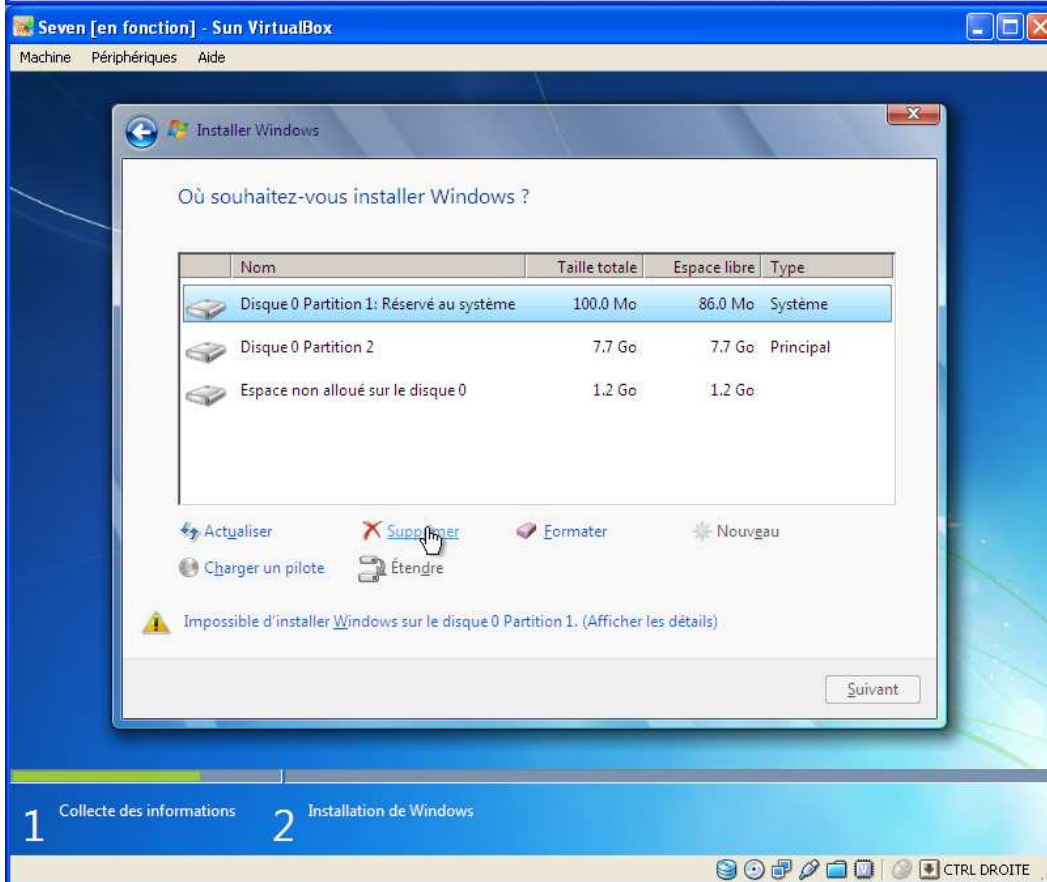 Seven [en fonction] - Sun VirtualBox
Machine Périphériques Aide
Installer Windows
Où souhaitez-vous installer Windows ?
Nom Taille totale Espace libre Type
Disque 0 Partition 1: Réservé au système 100.0 Mo 86.0 Mo Système
Disque 0 Partition 2 7.7 Go 7.7 Go Principal
Espace non alloué sur le disque 0 1.2 Go 1.2 Go
Actualiser Supprimer Formater Nouveau
Charger un pilote Étendre
Impossible d'installer Windows sur le disque 0 Partition 1. (Afficher les détails)
Suivant
1 Collecte des informations 2 Installation de Windows
CTRL DROITE